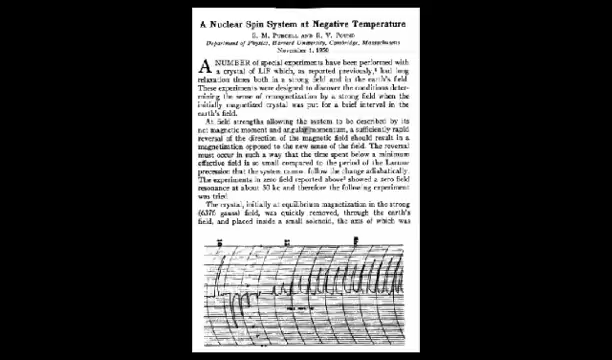 A Nuclear Spin System at Negative Temperature
E. M. PURCELL AND R. V. POUND
Department of Physics, Harvard University, Cambridge, Massachusetts
November 1, 1950
A NUMBER of special experiments have been performed with
a crystal of LiF which, as reported previously,¹ had long
relaxation times both in a strong field and in the earth's field.
These experiments were designed to discover the conditions deter-
mining the sense of remagnetization by a strong field when the
initially magnetized crystal was put for a brief interval in the
earth's field.
At field strengths allowing the system to be described by its
net magnetic moment and angular momentum, a sufficiently rapid
reversal of the direction of the magnetic field should result in a
magnetization opposed to the new sense of the field. The reversal
must occur in such a way that the time spent below a minimum
effective field is so small compared to the period of the Larmor
precession that the system cannot follow the change adiabatically.
The experiments in zero field reported above² showed a zero field
resonance at about 50 kc and therefore the following experiment
was tried.
The crystal, initially at equilibrium magnetization in the strong
(6376 gauss) field, was quickly removed, through the earth's
field, and placed inside a small solenoid, the axis of which was